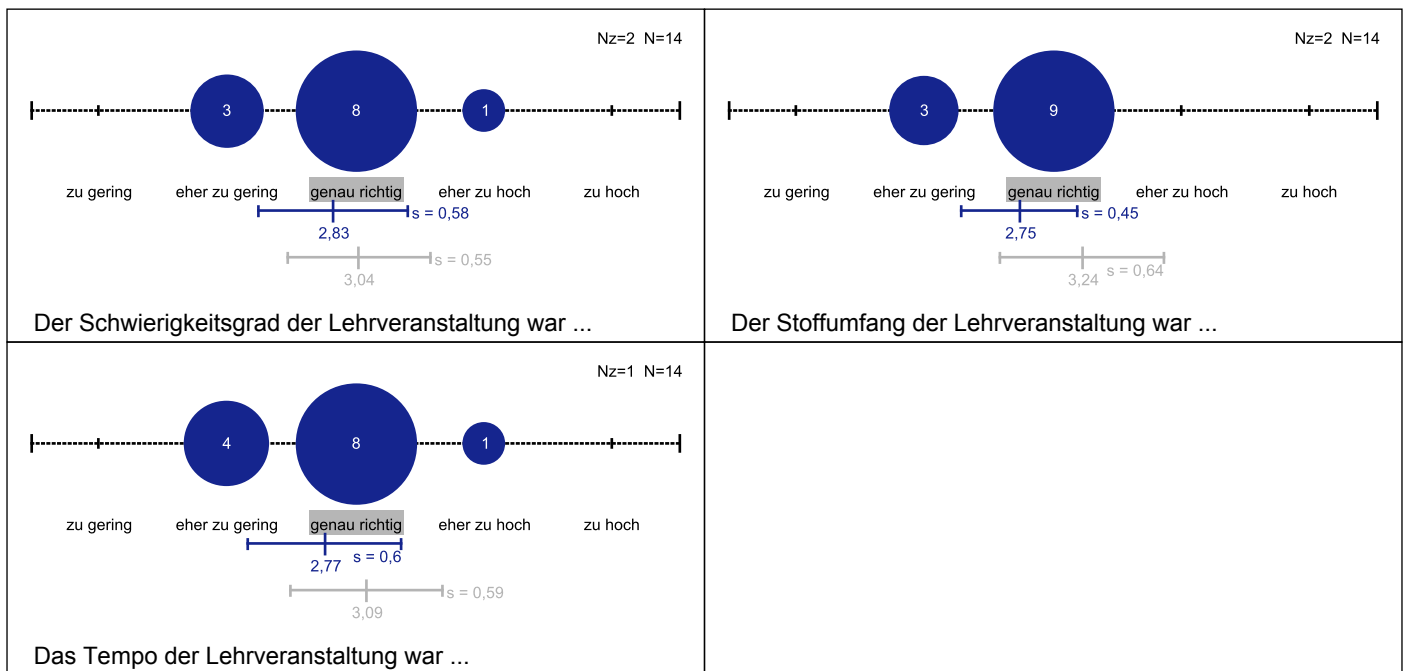 Nz=2 N=14
3 8 1
zu gering eher zu gering genau richtig eher zu hoch zu hoch
s = 0,58
2,83
s = 0,55
3,04
Der Schwierigkeitsgrad der Lehrveranstaltung war ...
Nz=2 N=14
3 9
zu gering eher zu gering genau richtig eher zu hoch zu hoch
s = 0,45
2,75
s = 0,64
3,24
Der Stoffumfang der Lehrveranstaltung war ...
Nz=1 N=14
4 8 1
zu gering eher zu gering genau richtig eher zu hoch zu hoch
s = 0,6
2,77
s = 0,59
3,09
Das Tempo der Lehrveranstaltung war ...